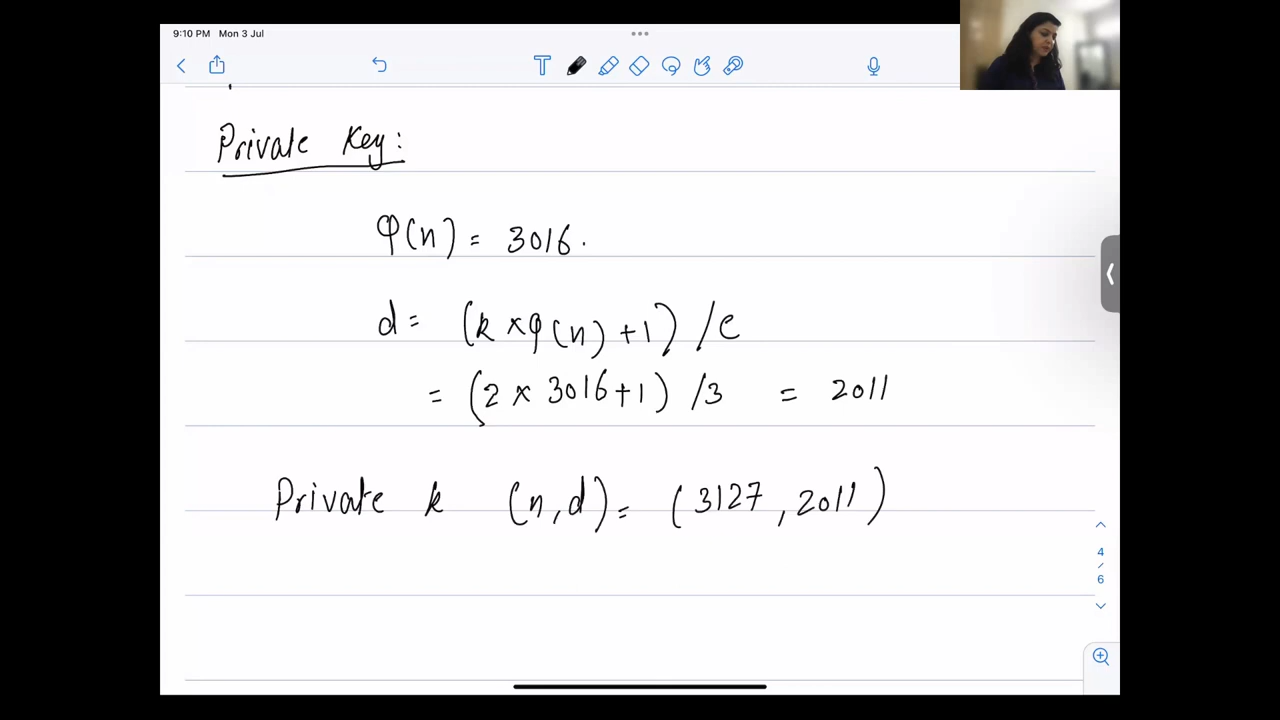 9:10 PM Mon 3 Jul
Private Key:
φ(n) = 3016.
d = (k × φ(n) + 1) / e
= (2 × 3016 + 1) / 3 = 2011
Private k (n, d) = (3127, 2011)
4
/
6